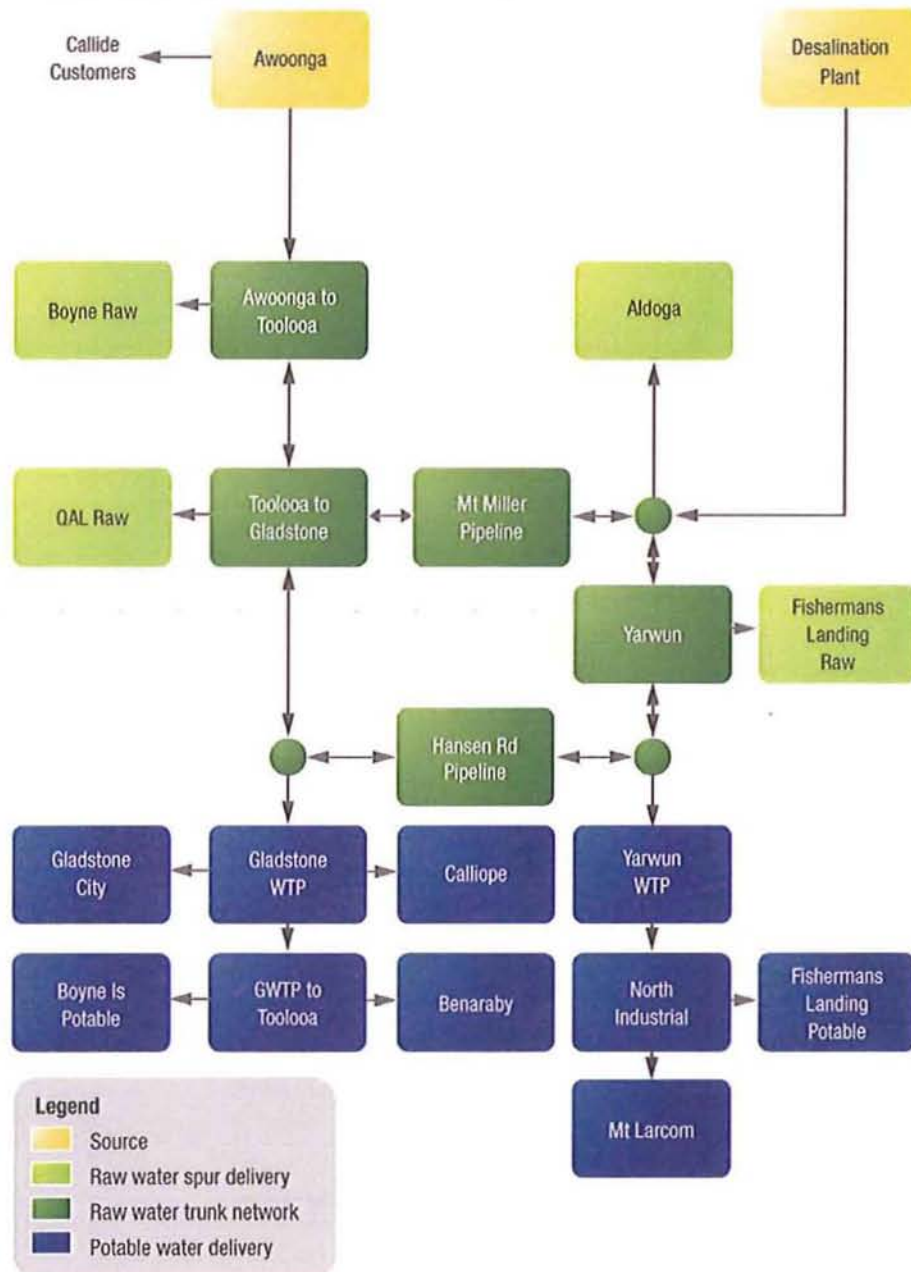 Callide
Customers
Awoonga
Desalination
Plant
Boyne Raw
Awoonga to
Toolooa
Aldoga
QAL Raw
Toolooa to
Gladstone
Mt Miller
Pipeline
Yarwun
Fishermans
Landing
Raw
Hansen Rd
Pipeline
Gladstone
City
Gladstone
WTP
Calliope
Yarwun
WTP
Boyne Is
Potable
GWTP to
Toolooa
Benaraby
North
Industrial
Fishermans
Landing
Potable
Mt Larcom
Legend
Source
Raw water spur delivery
Raw water trunk network
Potable water delivery